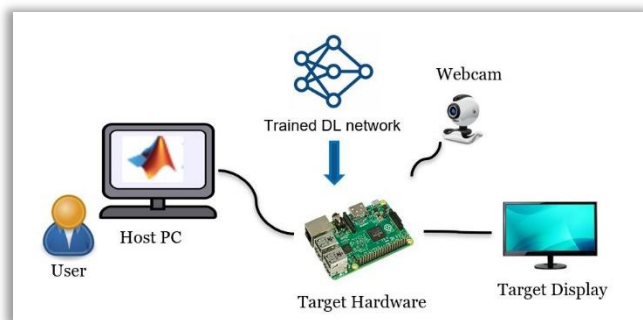 Webcam
Trained DL network
Host PC
User
Target Hardware
Target Display